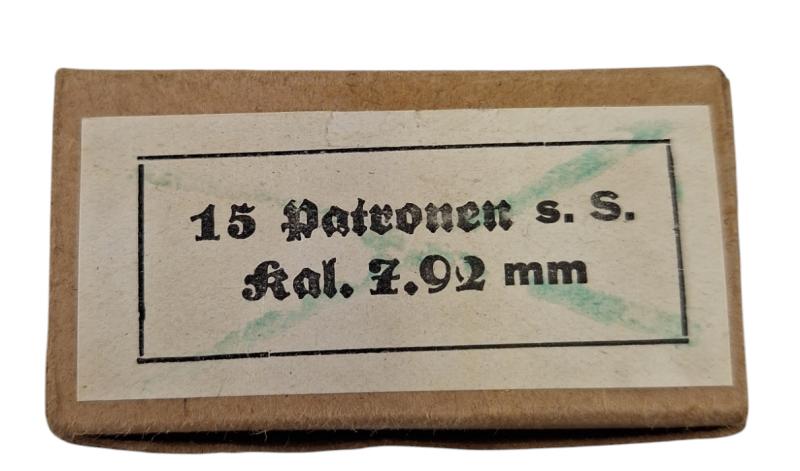 15 Patronen s. S.
Kal. 7.92 mm